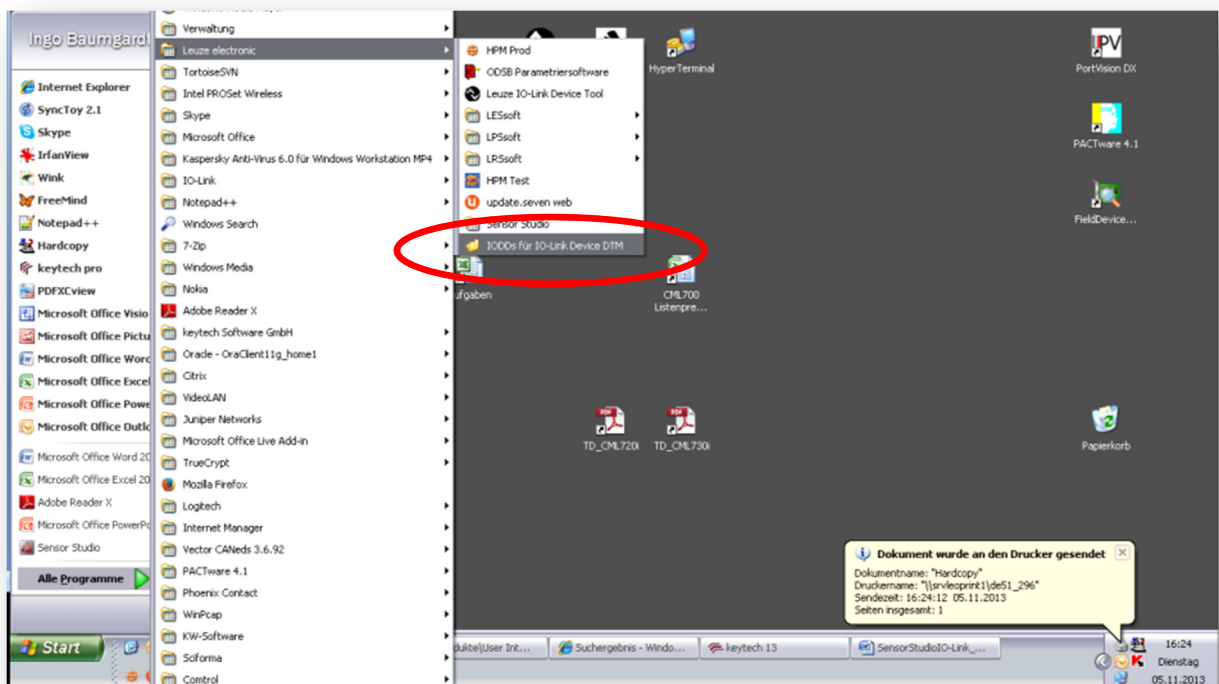 Ingo Baumgard
Internet Explorer
SyncToy 2.1
Skype
IrfanView
Wink
FreeMind
Notepad++
Hardcopy
keytech pro
PDFXCview
Microsoft Office Visio
Microsoft Office Pictu
Microsoft Office Word
Microsoft Office Excel
Microsoft Office Powe
Microsoft Office Outlo
Microsoft Office Word 20
Microsoft Office Excel 20
Adobe Reader X
Microsoft Office PowerPo
Sensor Studio
Alle Programme
Verwaltung
Leuze electronic
TortoiseSVN
Intel PROSet Wireless
Skype
Microsoft Office
Kaspersky Anti-Virus 6.0 für Windows Workstation MP4
IO-Link
Notepad++
Windows Search
7-Zip
Windows Media
Nokia
Adobe Reader X
keytech Software GmbH
Oracle - OraClient11g_home1
Citrix
VideoLAN
Juniper Networks
Microsoft Office Live Add-in
TrueCrypt
Mozilla Firefox
Logitech
Internet Manager
Vector CANeds 3.6.92
PACTware 4.1
Phoenix Contact
WinPcap
KW-Software
Sciforma
Comtrol
HPM Prod
ODSB Parametriersoftware
Leuze IO-Link Device Tool
LESsoft
LPSsoft
LRSsoft
HPM Test
update.seven web
Sensor Studio
IODDs für IO-Link Device DTM
HyperTerminal
PortVision DX
PACTware 4.1
FieldDevice...
ufgaben
CML700
Listenpre...
TD_CML720i
TD_CML730i
Papierkorb
Dokument wurde an den Drucker gesendet
Dokumentname: "Hardcopy"
Druckername: "\\srvleoprint1\de51_296"
Sendezeit: 16:24:12 05.11.2013
Seiten insgesamt: 1
Start
dukte\User Int...
Suchergebnis - Windo...
keytech 13
SensorStudioIO-Link_...
16:24
Dienstag
05.11.2013